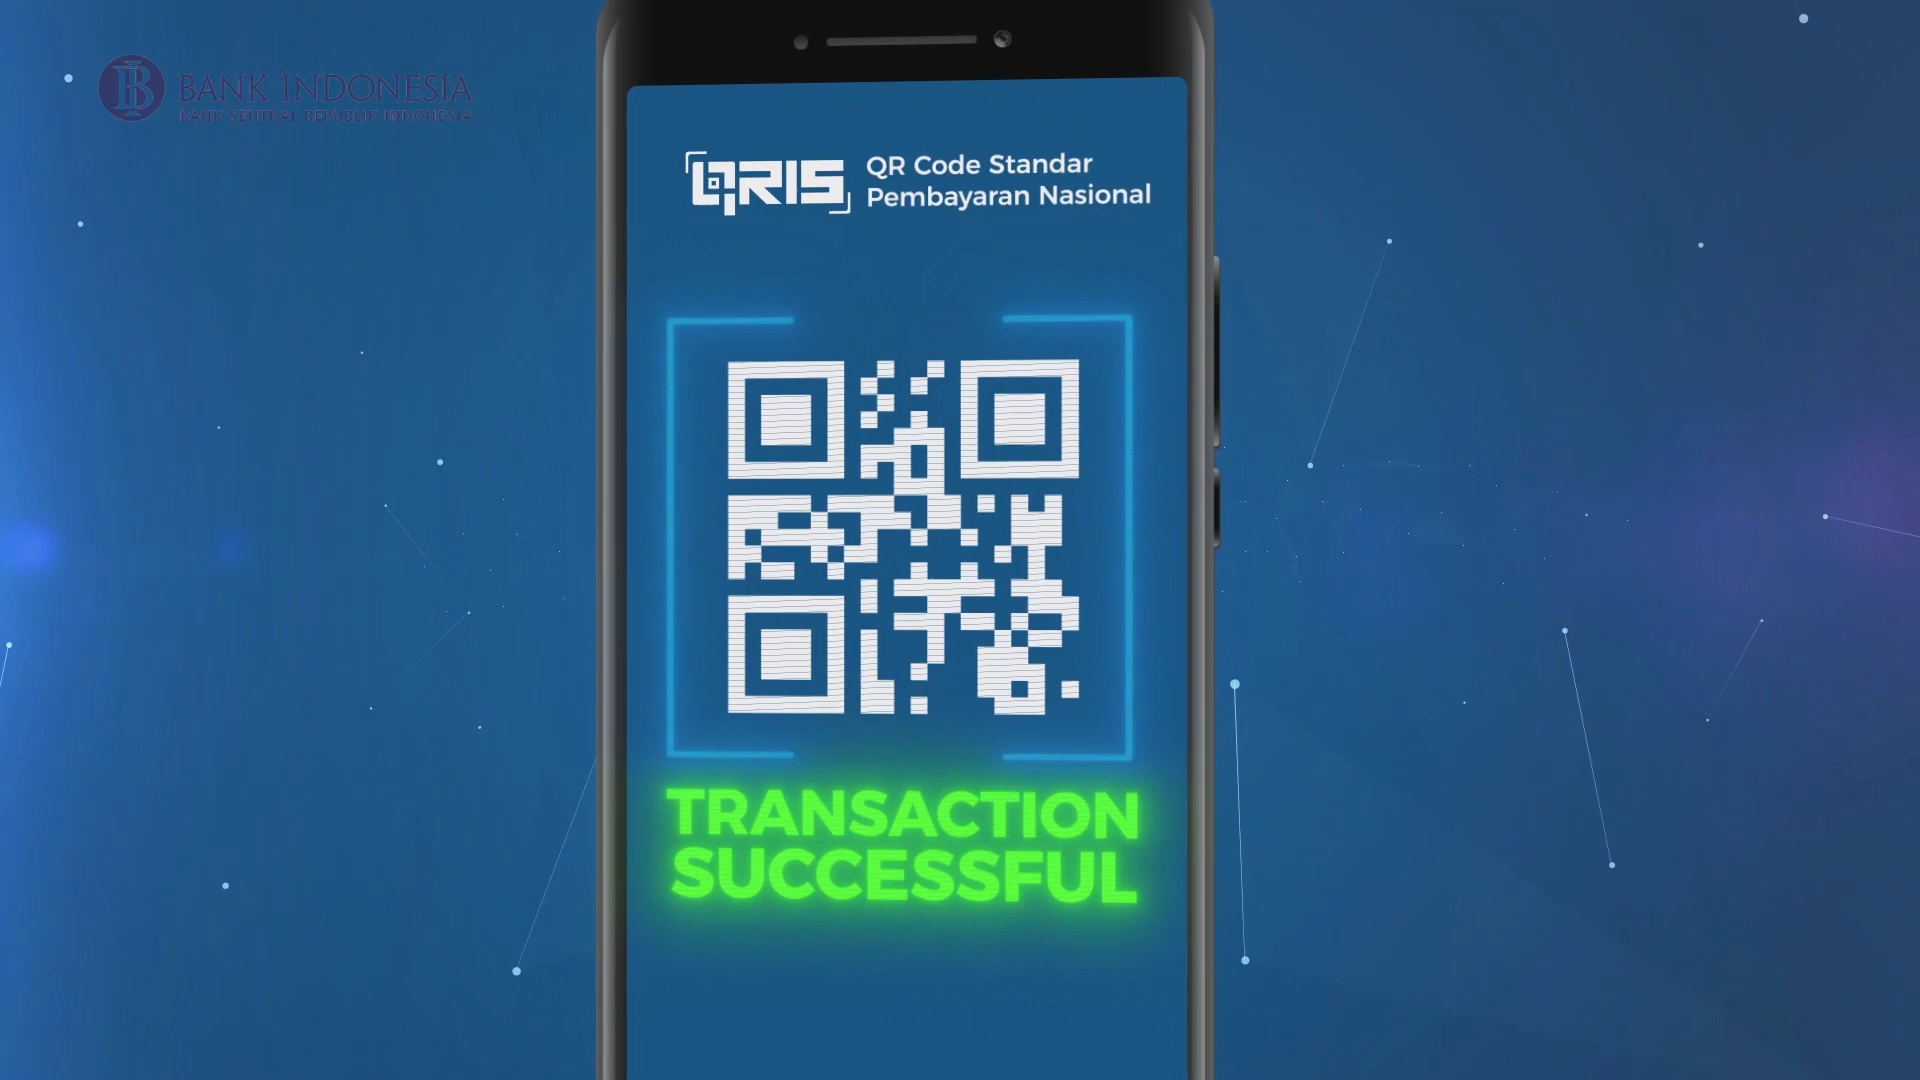 BANK INDONESIA
BANK SENTRAL REPUBLIK INDONESIA
QRIS
QR Code Standar
Pembayaran Nasional
TRANSACTION
SUCCESSFUL